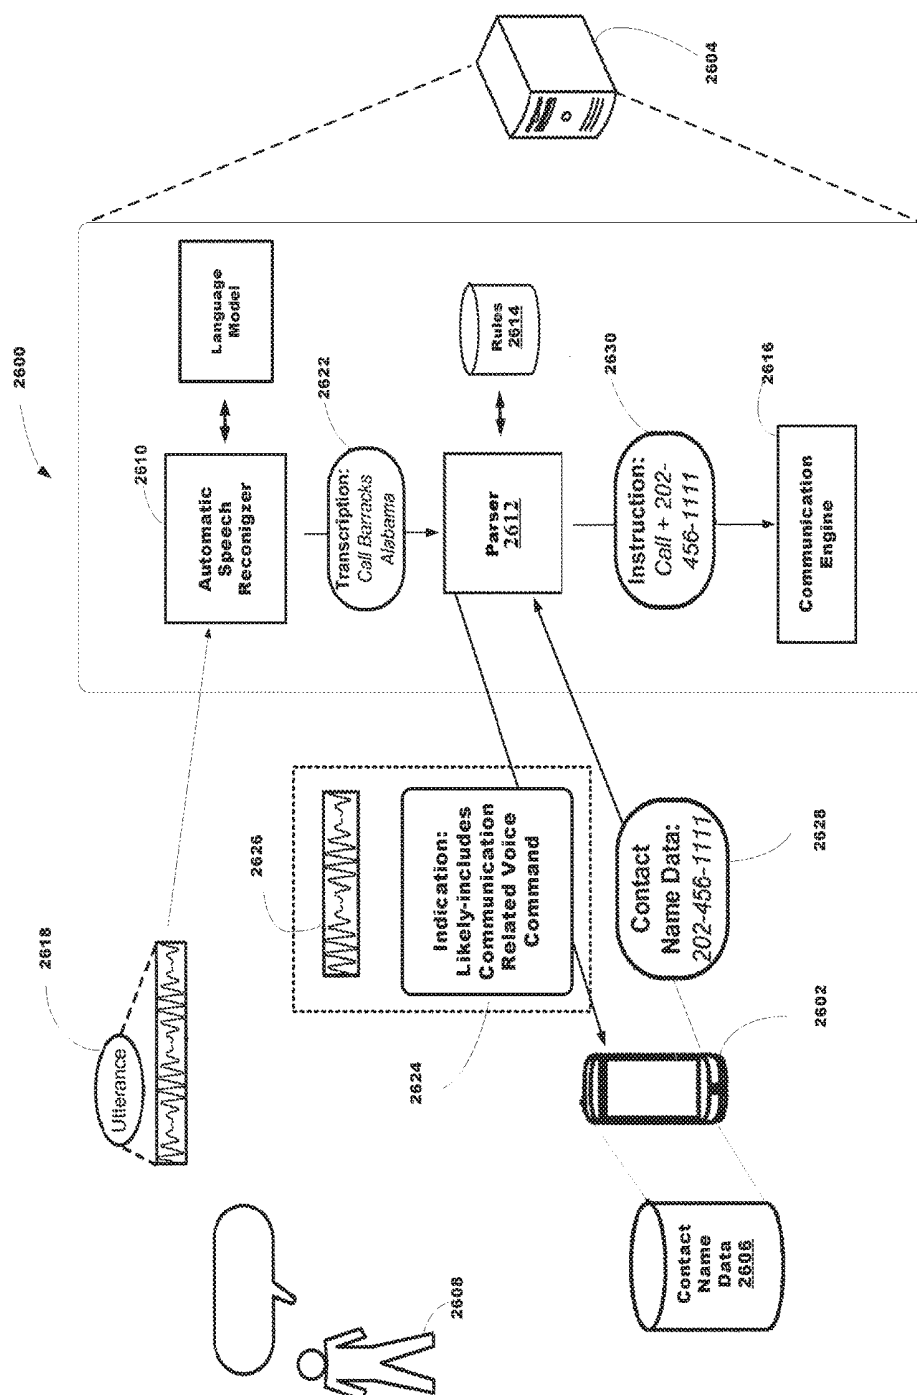 2600
2618
Utterance
2608
Contact
Name
Data
2606
2602
2624
2626
Indication:
Likely-includes
Communication
Related Voice
Command
Contact
Name Data:
202-456-1111
2628
2610
Automatic
Speech
Reconigzer
Language
Model
2622
Transcription:
Call Barracks
Alabama
Parser
2612
Rules
2614
2630
Instruction:
Call + 202-
456-1111
2616
Communication
Engine
2604